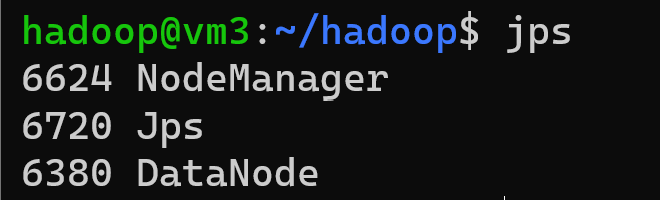 hadoop@vm3:~/hadoop$ jps
6624 NodeManager
6720 Jps
6380 DataNode